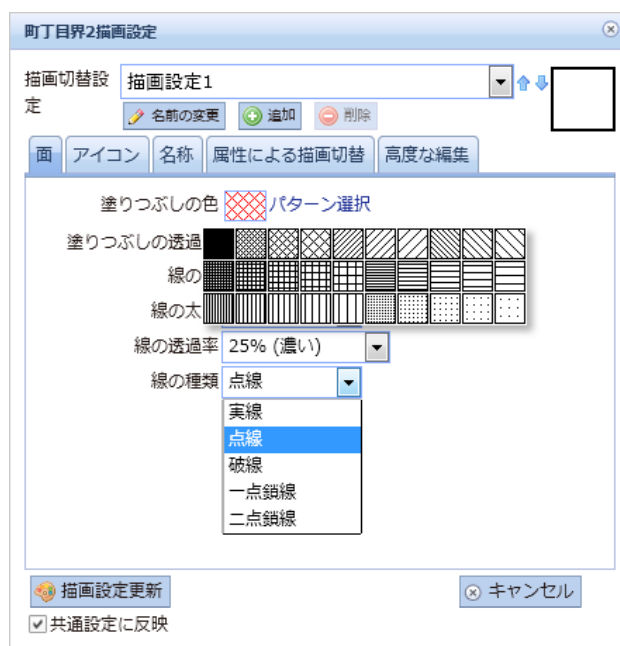 町丁目界2描画設定
描画切替設定
描画設定1
名前の変更 追加 削除
面 アイコン 名称 属性による描画切替 高度な編集
塗りつぶしの色 パターン選択
塗りつぶしの透過
線の
線の太
線の透過率 25% (濃い)
線の種類 点線
実線
点線
破線
一点鎖線
二点鎖線
描画設定更新 キャンセル
共通設定に反映